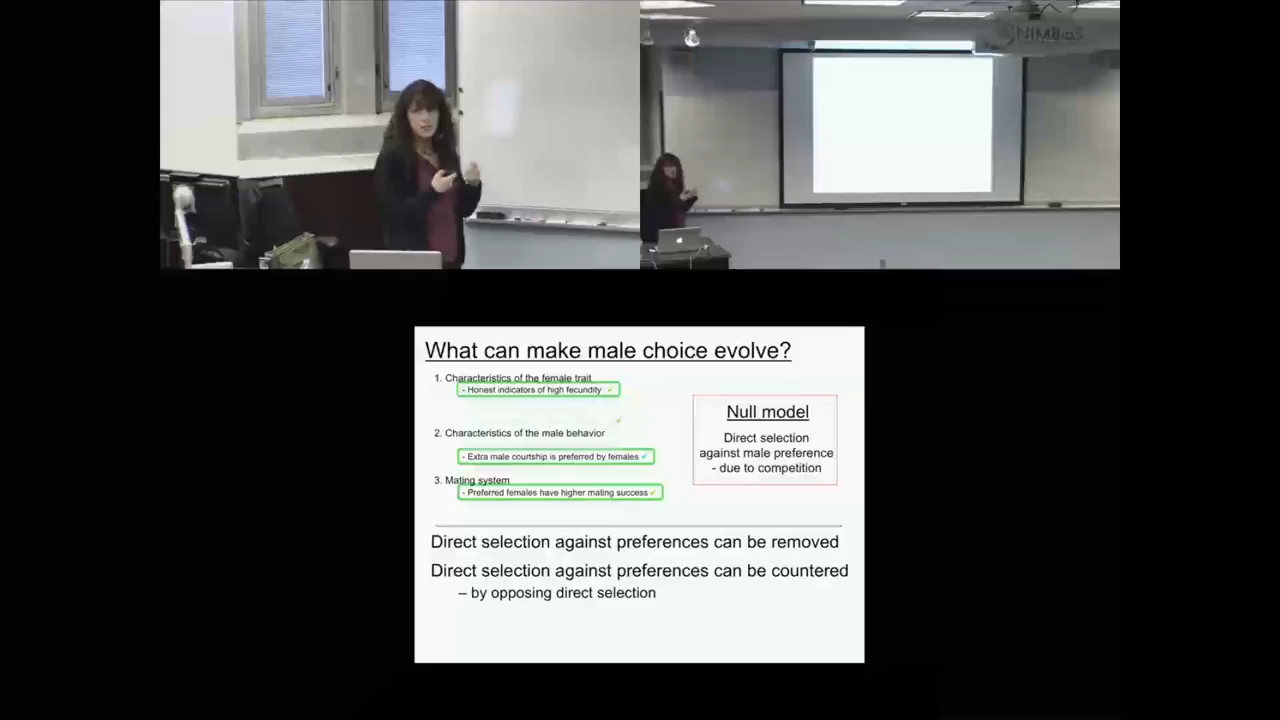 NIMBioS
What can make male choice evolve?
1. Characteristics of the female trait
- Honest indicators of high fecundity ✓
✓
2. Characteristics of the male behavior
- Extra male courtship is preferred by females ✓
3. Mating system
- Preferred females have higher mating success ✓
Null model
Direct selection
against male preference
- due to competition
Direct selection against preferences can be removed
Direct selection against preferences can be countered
– by opposing direct selection